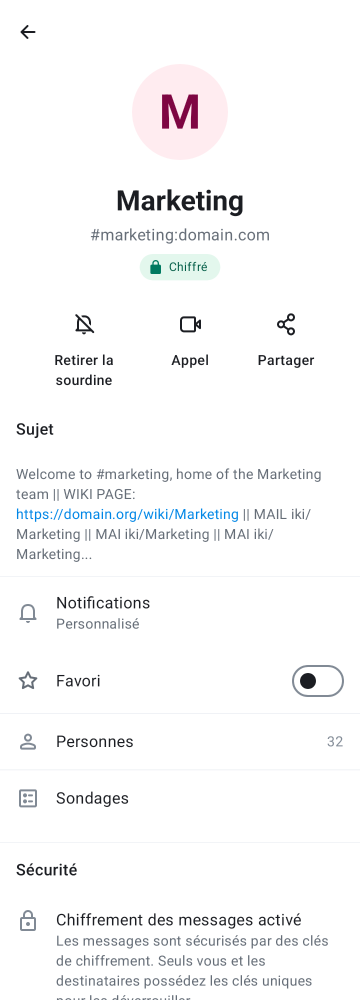 M
Marketing
#marketing:domain.com
Chiffré
Retirer la
sourdine
Appel
Partager
Sujet
Welcome to #marketing, home of the Marketing
team || WIKI PAGE:
https://domain.org/wiki/Marketing || MAIL iki/
Marketing || MAI iki/Marketing || MAI iki/
Marketing...
Notifications
Personnalisé
Favori
Personnes 32
Sondages
Sécurité
Chiffrement des messages activé
Les messages sont sécurisés par des clés
de chiffrement. Seuls vous et les
destinataires possédez les clés uniques
pour les déverrouiller